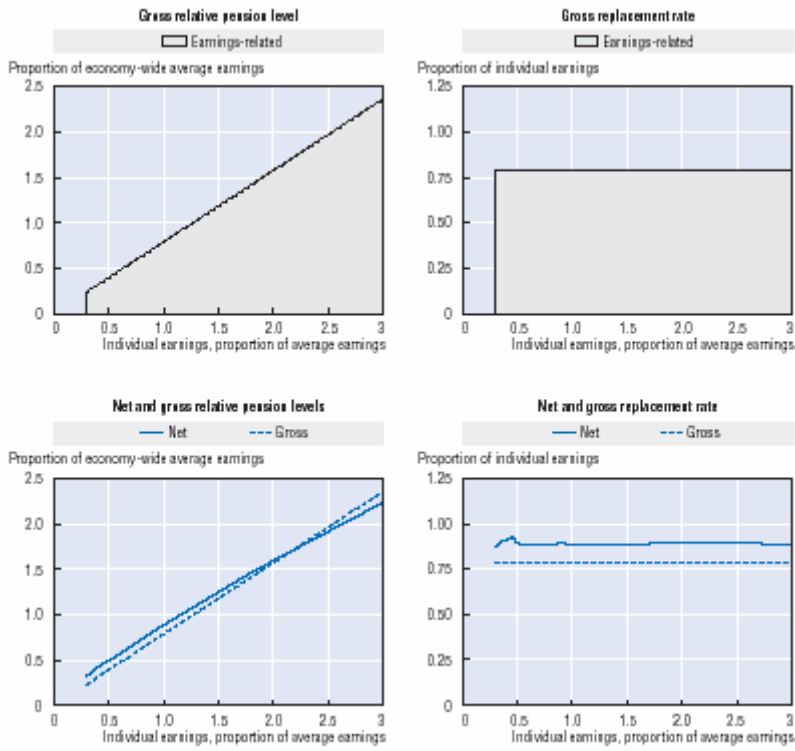 Gross relative pension level
Earnings-related
Proportion of economy-wide average earnings
2.5
2.0
1.5
1.0
0.5
0
0 0.5 1.0 1.5 2.0 2.5 3
Individual earnings, proportion of average earnings
Gross replacement rate
Earnings-related
Proportion of individual earnings
1.25
1.00
0.75
0.50
0.25
0
0 0.5 1.0 1.5 2.0 2.5 3
Individual earnings, proportion of average earnings
Net and gross relative pension levels
Net Gross
Proportion of economy-wide average earnings
2.5
2.0
1.5
1.0
0.5
0
0 0.5 1.0 1.5 2.0 2.5 3
Individual earnings, proportion of average earnings
Net and gross replacement rate
Net Gross
Proportion of individual earnings
1.25
1.00
0.75
0.50
0.25
0
0 0.5 1.0 1.5 2.0 2.5 3
Individual earnings, proportion of average earnings